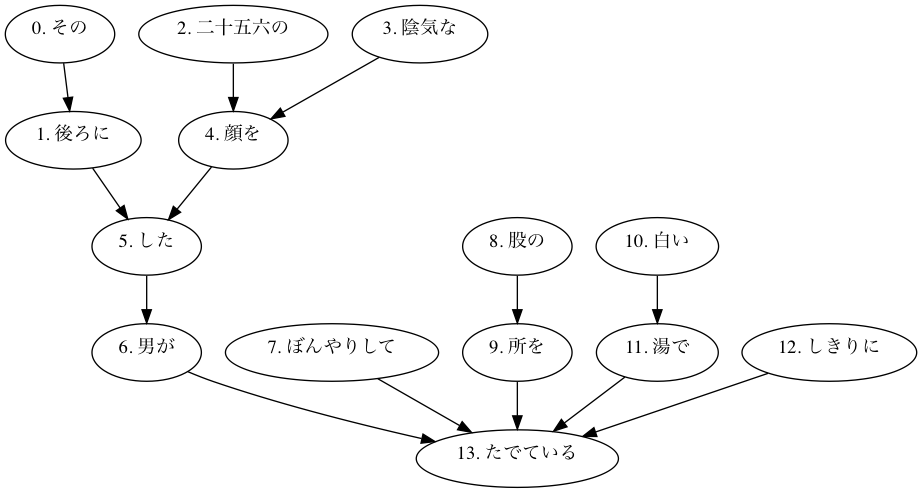 0. その
2. 二十五六の
3. 陰気な
1. 後ろに
4. 顔を
5. した
8. 股の
10. 白い
6. 男が
7. ぼんやりして
9. 所を
11. 湯で
12. しきりに
13. たでている